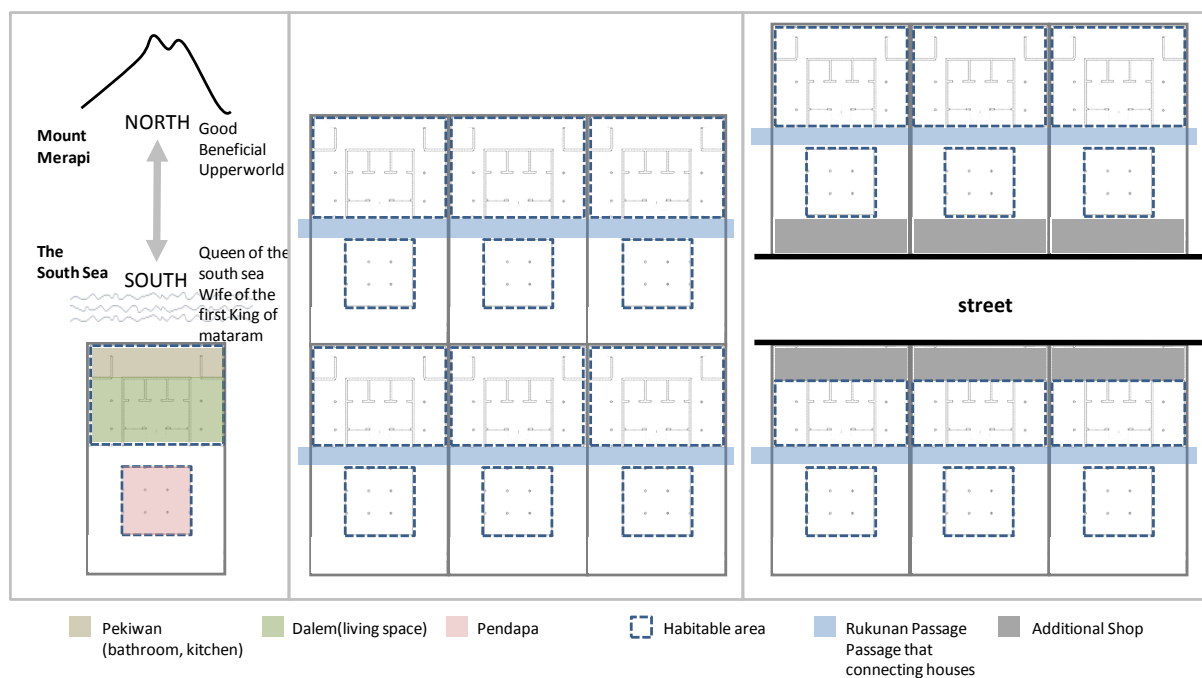 NORTH
Mount
Merapi
Good
Beneficial
Upperworld
The
South Sea
SOUTH
Queen of the
south sea
Wife of the
first King of
mataram
street
Pekiwan
(bathroom, kitchen)
Dalem(living space)
Pendapa
Habitable area
Rukunan Passage
Passage that
connecting houses
Additional Shop